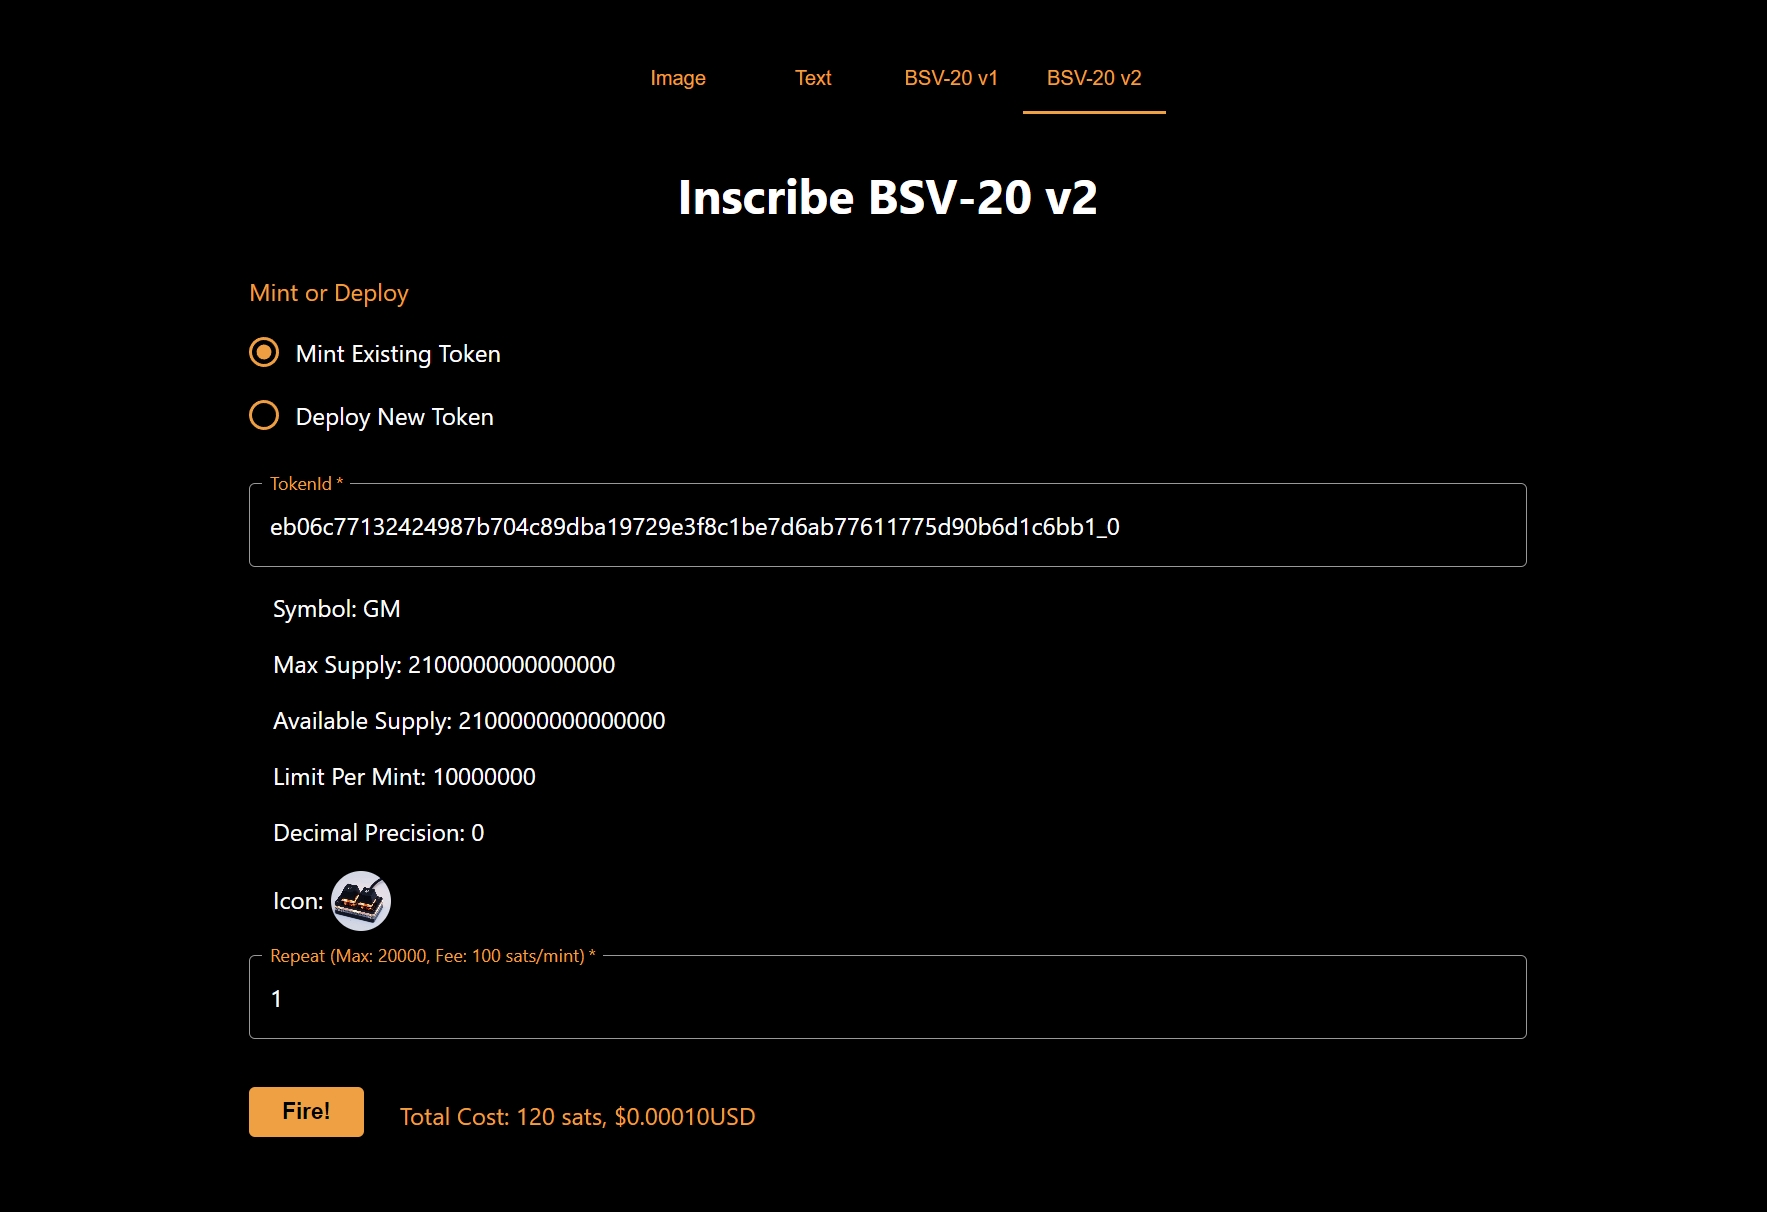 Image Text BSV-20 v1 BSV-20 v2
Inscribe BSV-20 v2
Mint or Deploy
Mint Existing Token
Deploy New Token
TokenId *
eb06c77132424987b704c89dba19729e3f8c1be7d6ab77611775d90b6d1c6bb1_0
Symbol: GM
Max Supply: 2100000000000000
Available Supply: 2100000000000000
Limit Per Mint: 10000000
Decimal Precision: 0
Icon:
Repeat (Max: 20000, Fee: 100 sats/mint) *
1
Fire!
Total Cost: 120 sats, $0.00010USD